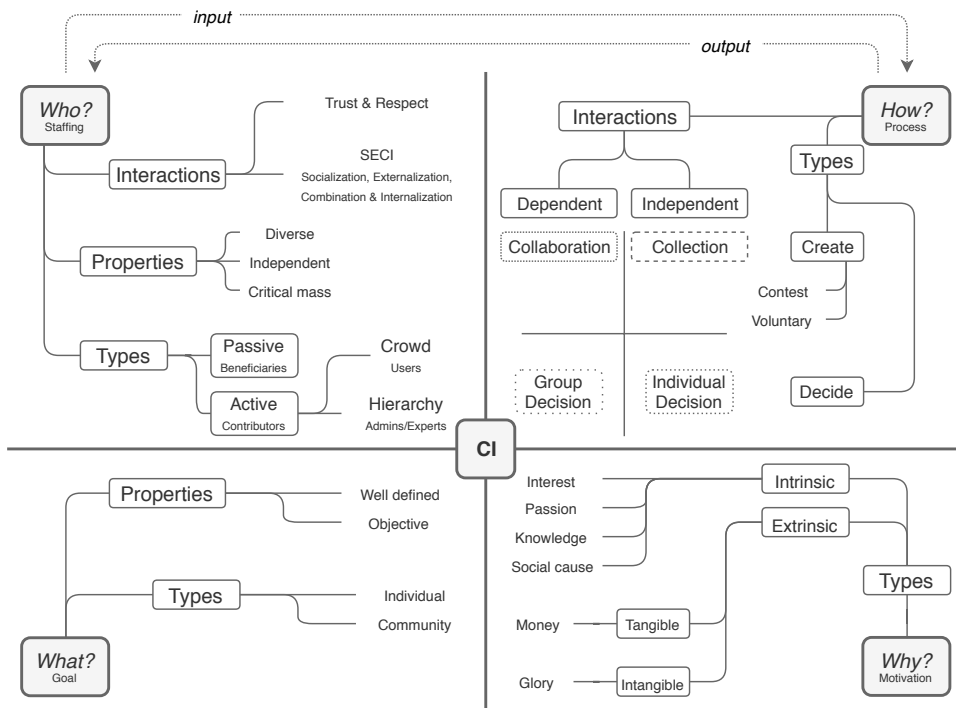 input
output
Who?
Staffing
Interactions
Trust & Respect
SECI
Socialization, Externalization,
Combination & Internalization
Properties
Diverse
Independent
Critical mass
Types
Passive
Beneficiaries
Active
Contributors
Crowd
Users
Hierarchy
Admins/Experts
How?
Process
Interactions
Types
Dependent
Independent
Collaboration
Collection
Create
Contest
Voluntary
Group
Decision
Individual
Decision
Decide
CI
Properties
Well defined
Objective
Types
Individual
Community
What?
Goal
Interest
Passion
Knowledge
Social cause
Intrinsic
Extrinsic
Types
Money
Tangible
Glory
Intangible
Why?
Motivation